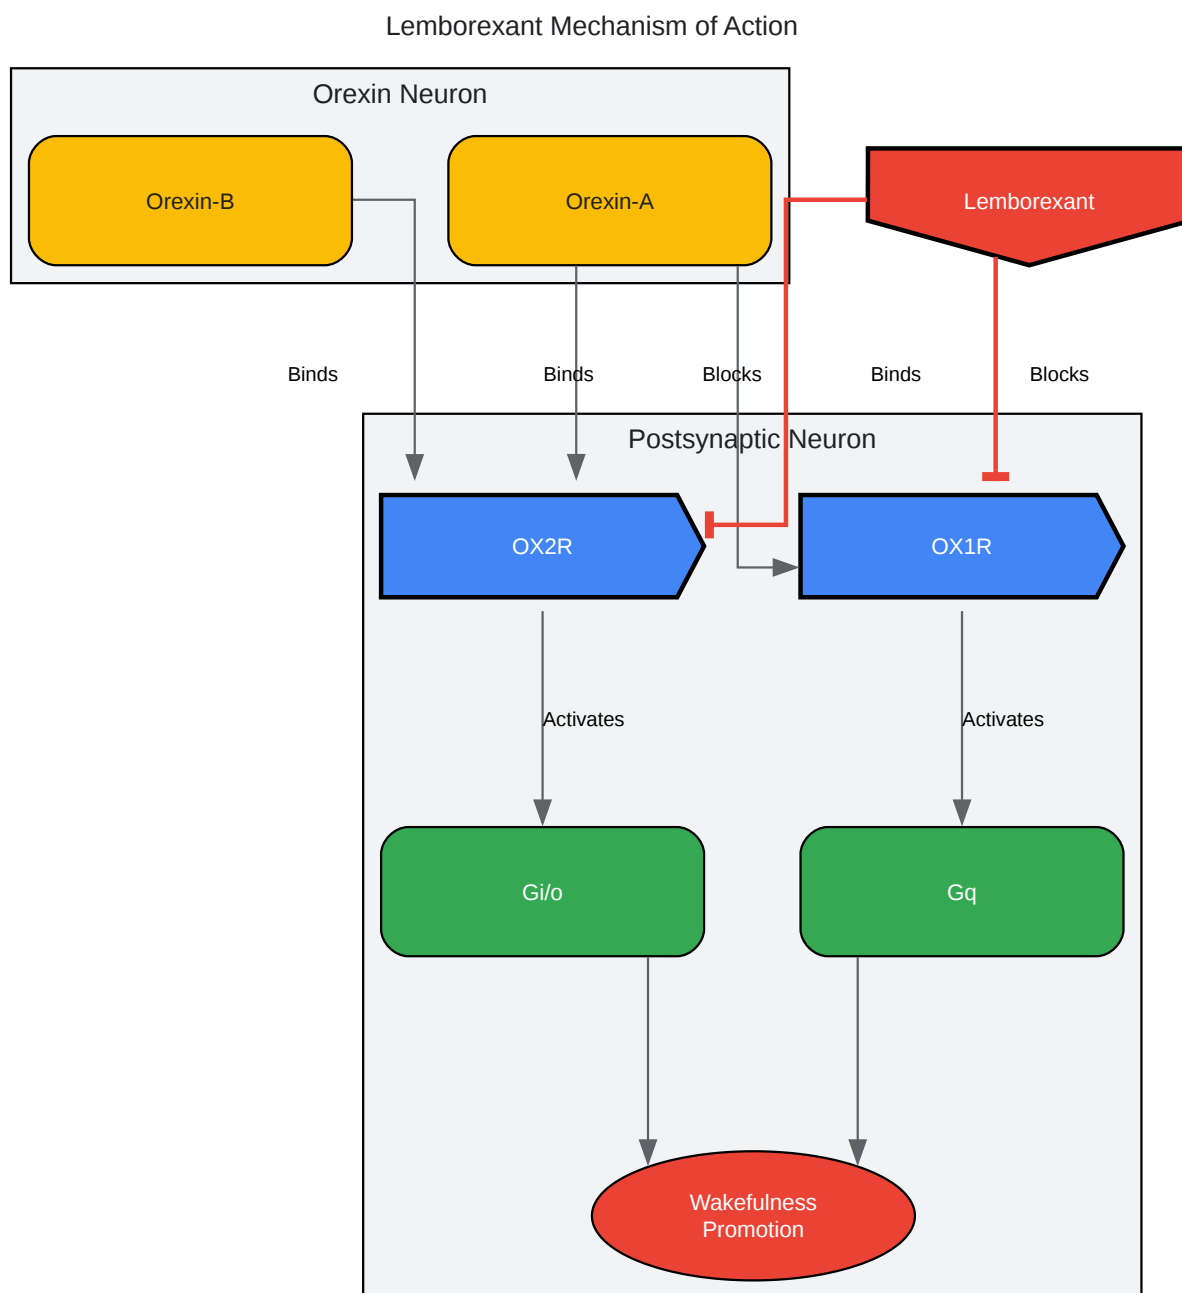 Lemborexant Mechanism of Action
Orexin Neuron
Orexin-B
Orexin-A
Lemborexant
Binds
Binds
Blocks
Binds
Blocks
Postsynaptic Neuron
OX2R
OX1R
Activates
Activates
Gi/o
Gq
Wakefulness
Promotion